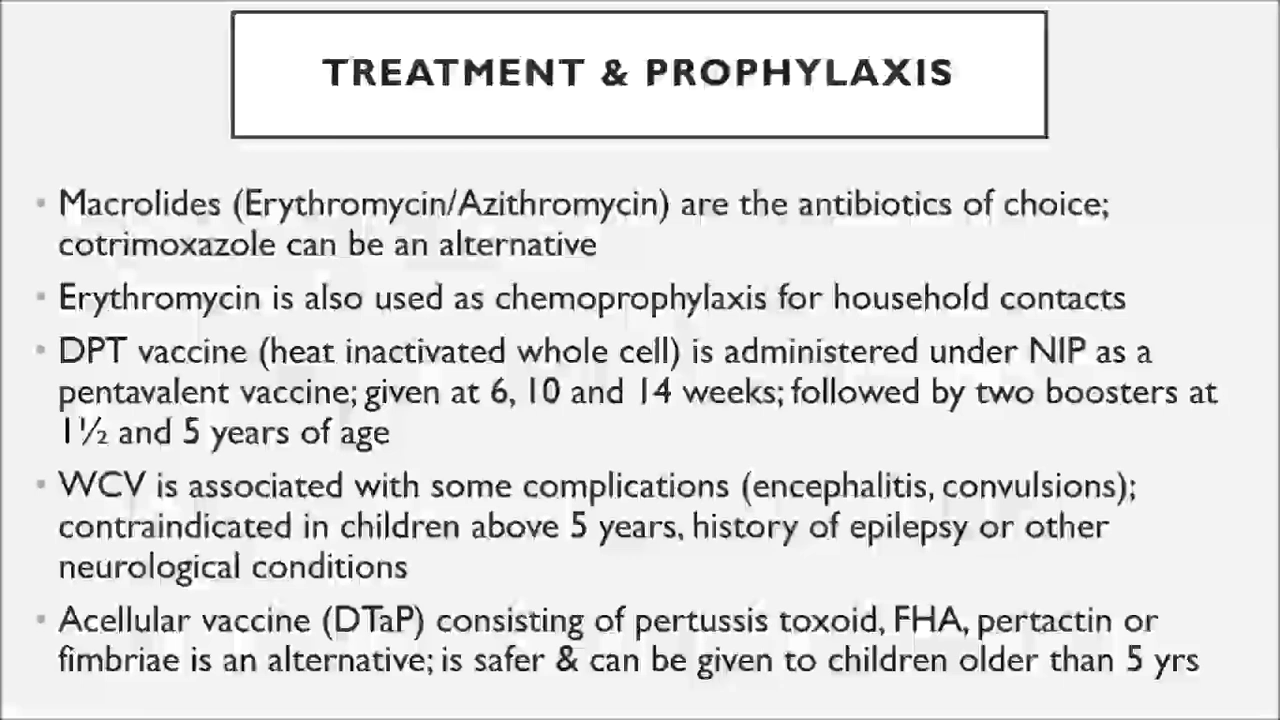 TREATMENT & PROPHYLAXIS
• Macrolides (Erythromycin/Azithromycin) are the antibiotics of choice;
cotrimoxazole can be an alternative
• Erythromycin is also used as chemoprophylaxis for household contacts
• DPT vaccine (heat inactivated whole cell) is administered under NIP as a
pentavalent vaccine; given at 6, 10 and 14 weeks; followed by two boosters at
1½ and 5 years of age
• WCV is associated with some complications (encephalitis, convulsions);
contraindicated in children above 5 years, history of epilepsy or other
neurological conditions
• Acellular vaccine (DTaP) consisting of pertussis toxoid, FHA, pertactin or
fimbriae is an alternative; is safer & can be given to children older than 5 yrs